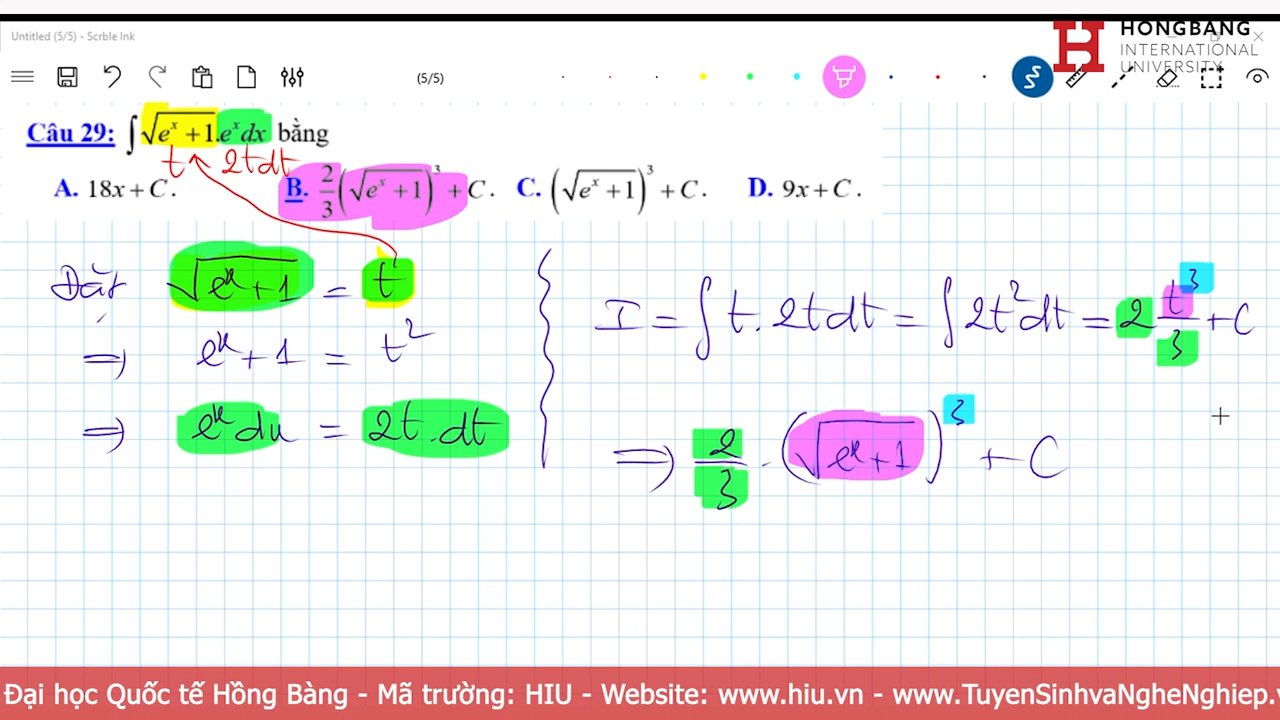 Untitled (5/5) - Scrble Ink
HONGBANG
INTERNATIONAL
UNIVERSITY
(5/5)
Câu 29: ∫√(eˣ + 1).eˣdx bằng
t 2tdt
A. 18x + C. B. 2/3(√(eˣ + 1))³ + C. C. (√(eˣ + 1))³ + C. D. 9x + C.
Đặt √(eˣ+1) = t
⇒ eˣ+1 = t²
⇒ eˣdx = 2t.dt
I = ∫t.2tdt = ∫2t²dt = 2 t³/3 + C
⇒ 2/3 . (√(eˣ+1))³ + C
Đại học Quốc tế Hồng Bàng - Mã trường: HIU - Website: www.hiu.vn - www.TuyenSinhvaNgheNghiep.v